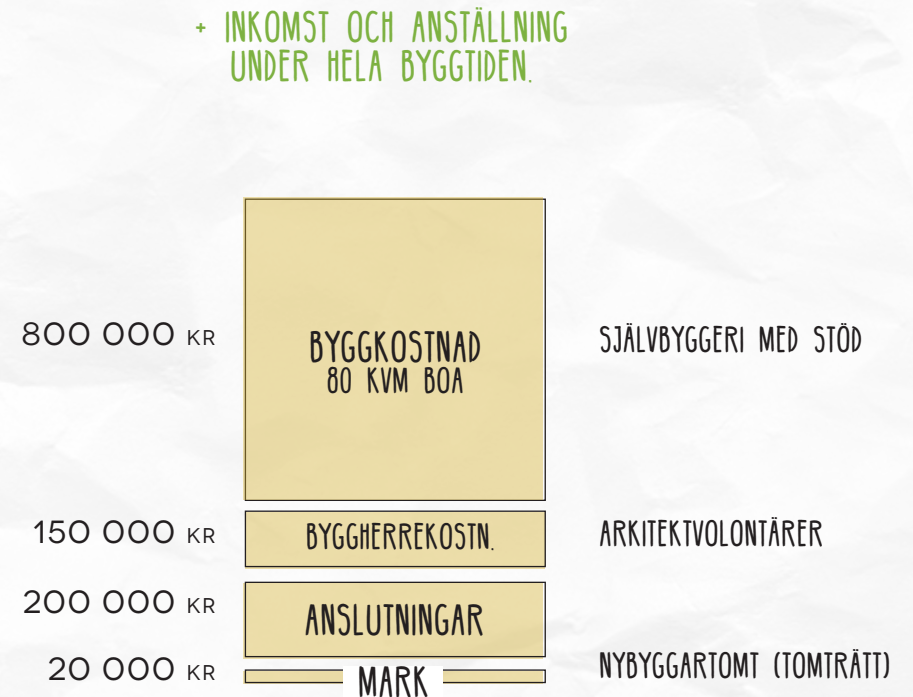 + INKOMST OCH ANSTÄLLNING
UNDER HELA BYGGTIDEN.
800 000 KR
BYGGKOSTNAD
80 KVM BOA
SJÄLVBYGGERI MED STÖD
150 000 KR
BYGGHERREKOSTN.
ARKITEKTVOLONTÄRER
200 000 KR
ANSLUTNINGAR
20 000 KR
MARK
NYBYGGARTOMT (TOMTRÄTT)